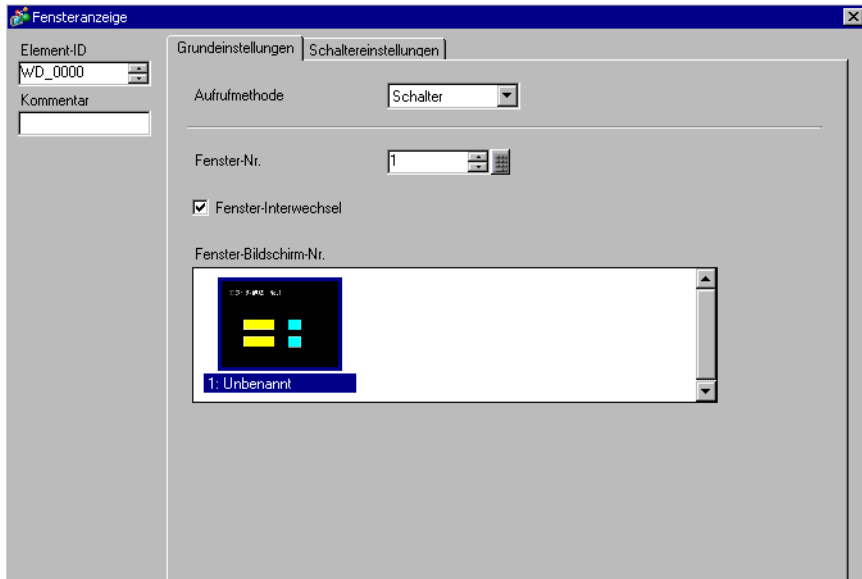 Fensteranzeige
Element-ID
WD_0000
Kommentar
Grundeinstellungen
Schaltereinstellungen
Aufrufmethode
Schalter
Fenster-Nr.
1
Fenster-Interwechsel
Fenster-Bildschirm-Nr.
1: Unbenannt